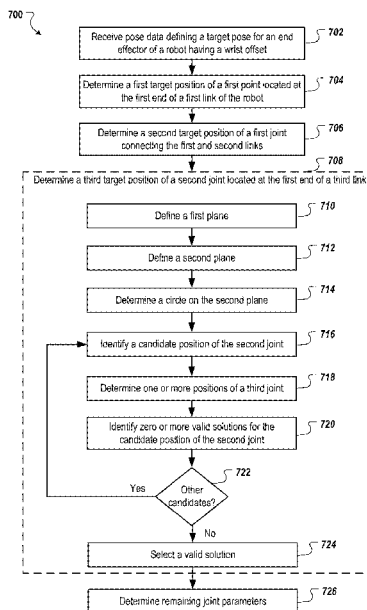 700
Receive pose data defining a target pose for an end
effector of a robot having a wrist offset
702
Determine a first target position of a first point located at
the first end of a first link of the robot
704
Determine a second target position of a first joint
connecting the first and second links
706
708
Determine a third target position of a second joint located at the first end of a third link
Define a first plane
710
Define a second plane
712
Determine a circle on the second plane
714
Identify a candidate position of the second joint
716
Determine one or more positions of a third joint
718
Identify zero or more valid solutions for the
candidate position of the second joint
720
722
Yes
Other
candidates?
No
Select a valid solution
724
Determine remaining joint parameters
726